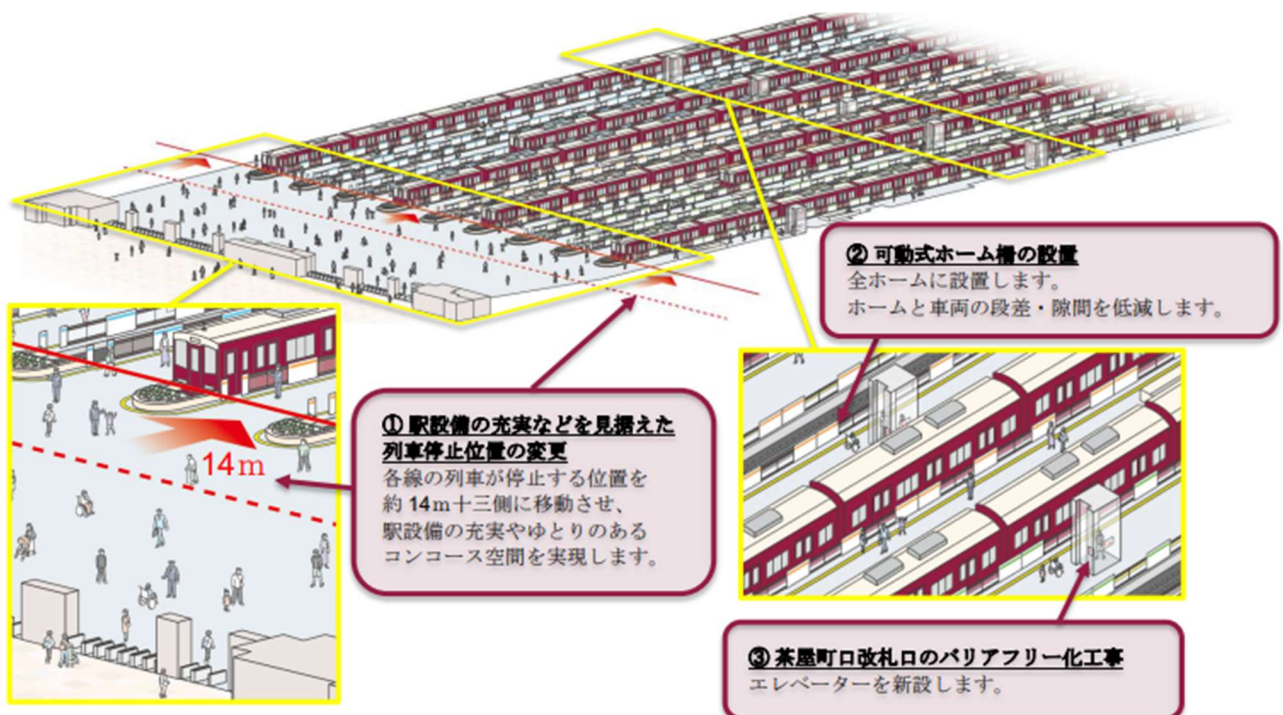 ② 可動式ホーム柵の設置
全ホームに設置します。
ホームと車両の段差・隙間を低減します。
① 駅設備の充実などを見据えた
列車停止位置の変更
各線の列車が停止する位置を
約 14m十三側に移動させ、
駅設備の充実やゆとりのある
コンコース空間を実現します。
14m
③ 茶屋町口改札口のバリアフリー化工事
エレベーターを新設します。